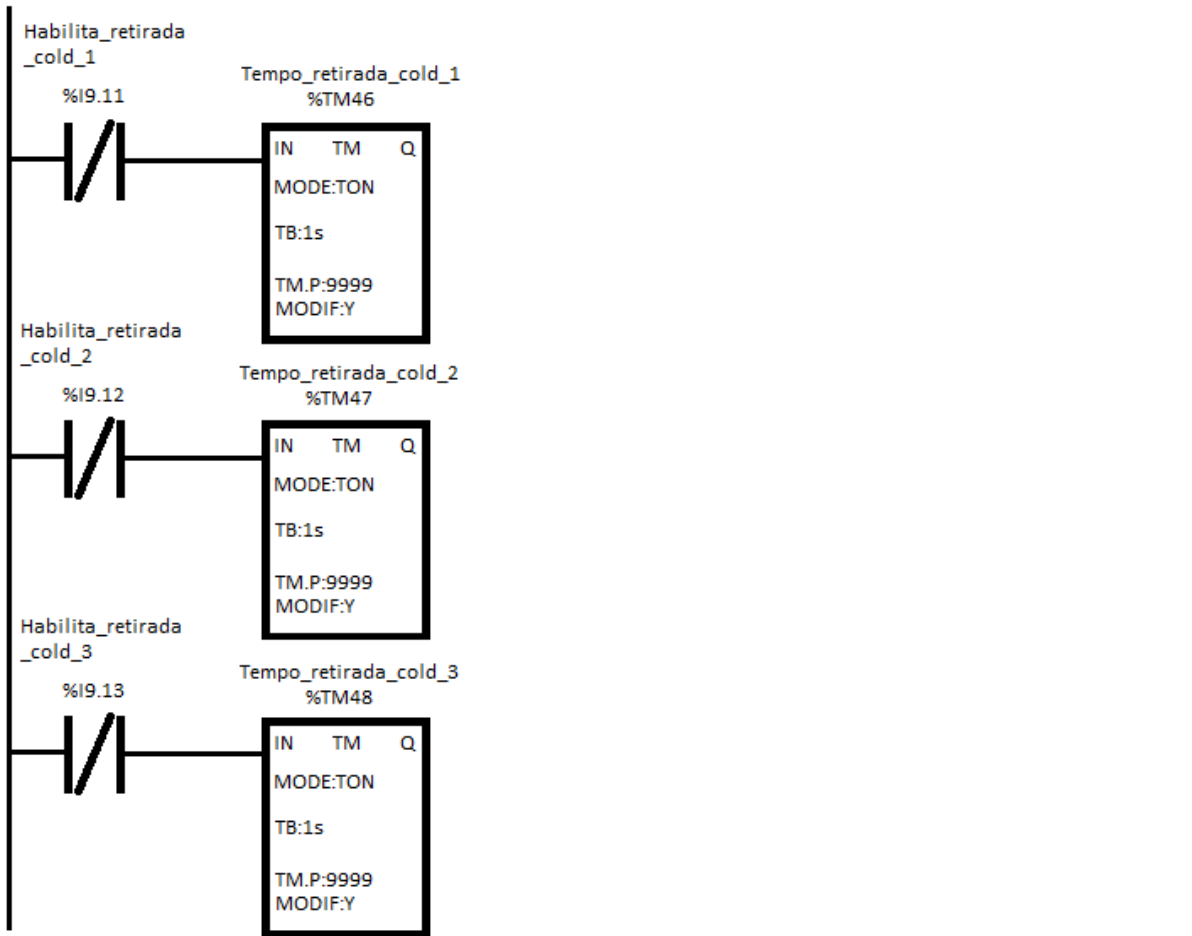 Habilita_retirada
_cold_1
%I9.11
Tempo_retirada_cold_1
%TM46
IN TM Q
MODE:TON
TB:1s
TM.P:9999
MODIF:Y
Habilita_retirada
_cold_2
%I9.12
Tempo_retirada_cold_2
%TM47
IN TM Q
MODE:TON
TB:1s
TM.P:9999
MODIF:Y
Habilita_retirada
_cold_3
%I9.13
Tempo_retirada_cold_3
%TM48
IN TM Q
MODE:TON
TB:1s
TM.P:9999
MODIF:Y